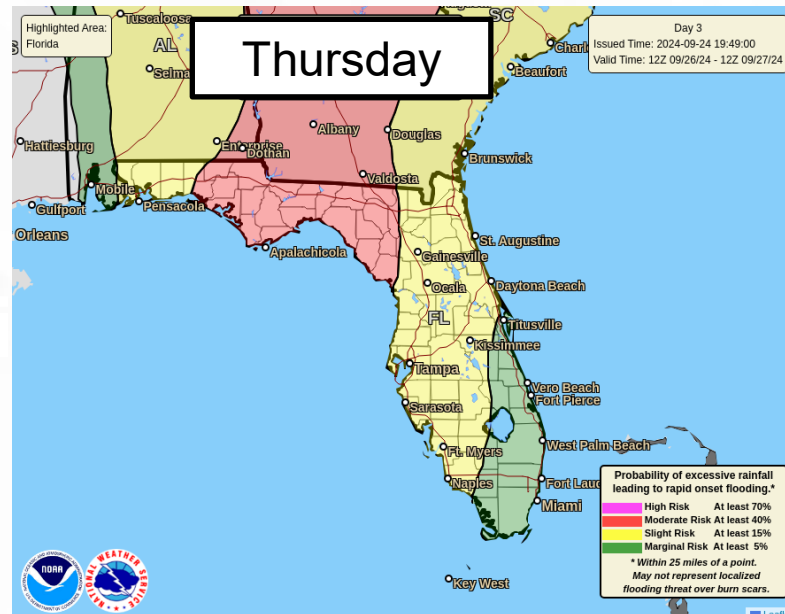 Highlighted Area:
Florida
Thursday
Day 3
Issued Time: 2024-09-24 19:49:00
Valid Time: 12Z 09/26/24 - 12Z 09/27/24
Tuscaloosa
AL
SC
Selma
Beaufort
Albany
Douglas
Hattiesburg
Enterprise
Dothan
Brunswick
Valdosta
Mobile
Gulfport
Pensacola
Orleans
Apalachicola
St. Augustine
Gainesville
Ocala
Daytona Beach
FL
Titusville
Kissimmee
Tampa
Vero Beach
Fort Pierce
Sarasota
West Palm Beach
Ft. Myers
Naples
Fort Laud
Miami
Key West
Probability of excessive rainfall
leading to rapid onset flooding.*
High Risk At least 70%
Moderate Risk At least 40%
Slight Risk At least 15%
Marginal Risk At least 5%
* Within 25 miles of a point.
May not represent localized
flooding threat over burn scars.
NOAA
NATIONAL WEATHER SERVICE